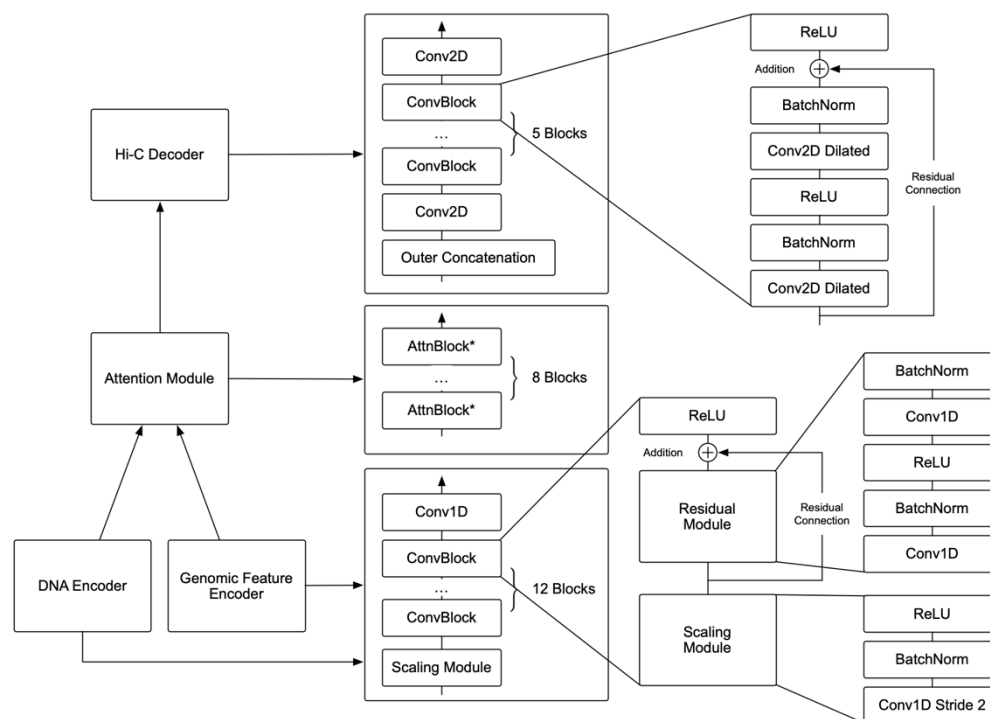 Hi-C Decoder
Attention Module
DNA Encoder
Genomic Feature
Encoder
Conv2D
ConvBlock
...
ConvBlock
Conv2D
Outer Concatenation
5 Blocks
AttnBlock*
...
AttnBlock*
8 Blocks
Conv1D
ConvBlock
...
ConvBlock
Scaling Module
12 Blocks
ReLU
Addition
BatchNorm
Conv2D Dilated
ReLU
BatchNorm
Conv2D Dilated
Residual
Connection
ReLU
Addition
Residual
Module
Residual
Connection
Scaling
Module
BatchNorm
Conv1D
ReLU
BatchNorm
Conv1D
ReLU
BatchNorm
Conv1D Stride 2